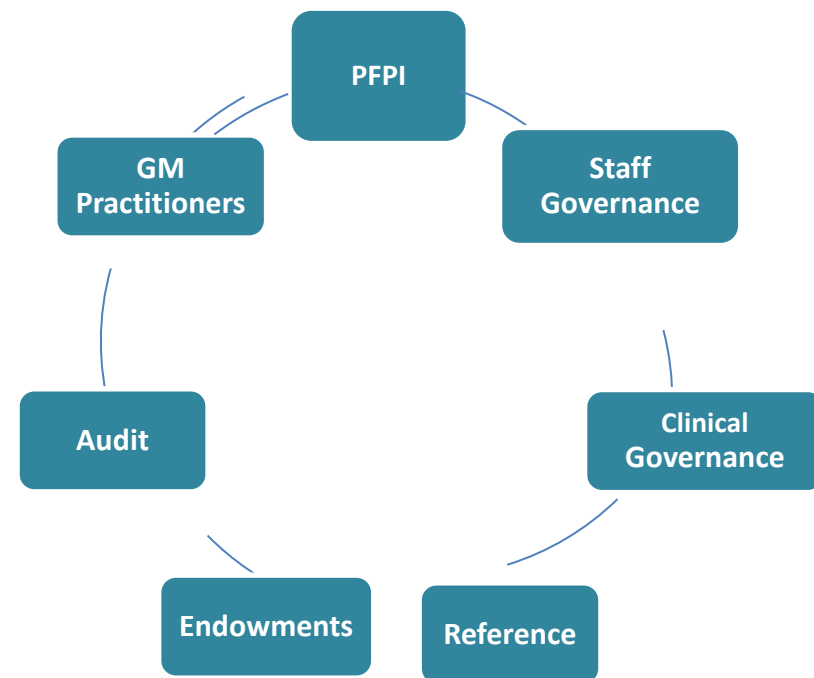 PFPI
Staff
Governance
Clinical
Governance
Reference
Endowments
Audit
GM
Practitioners